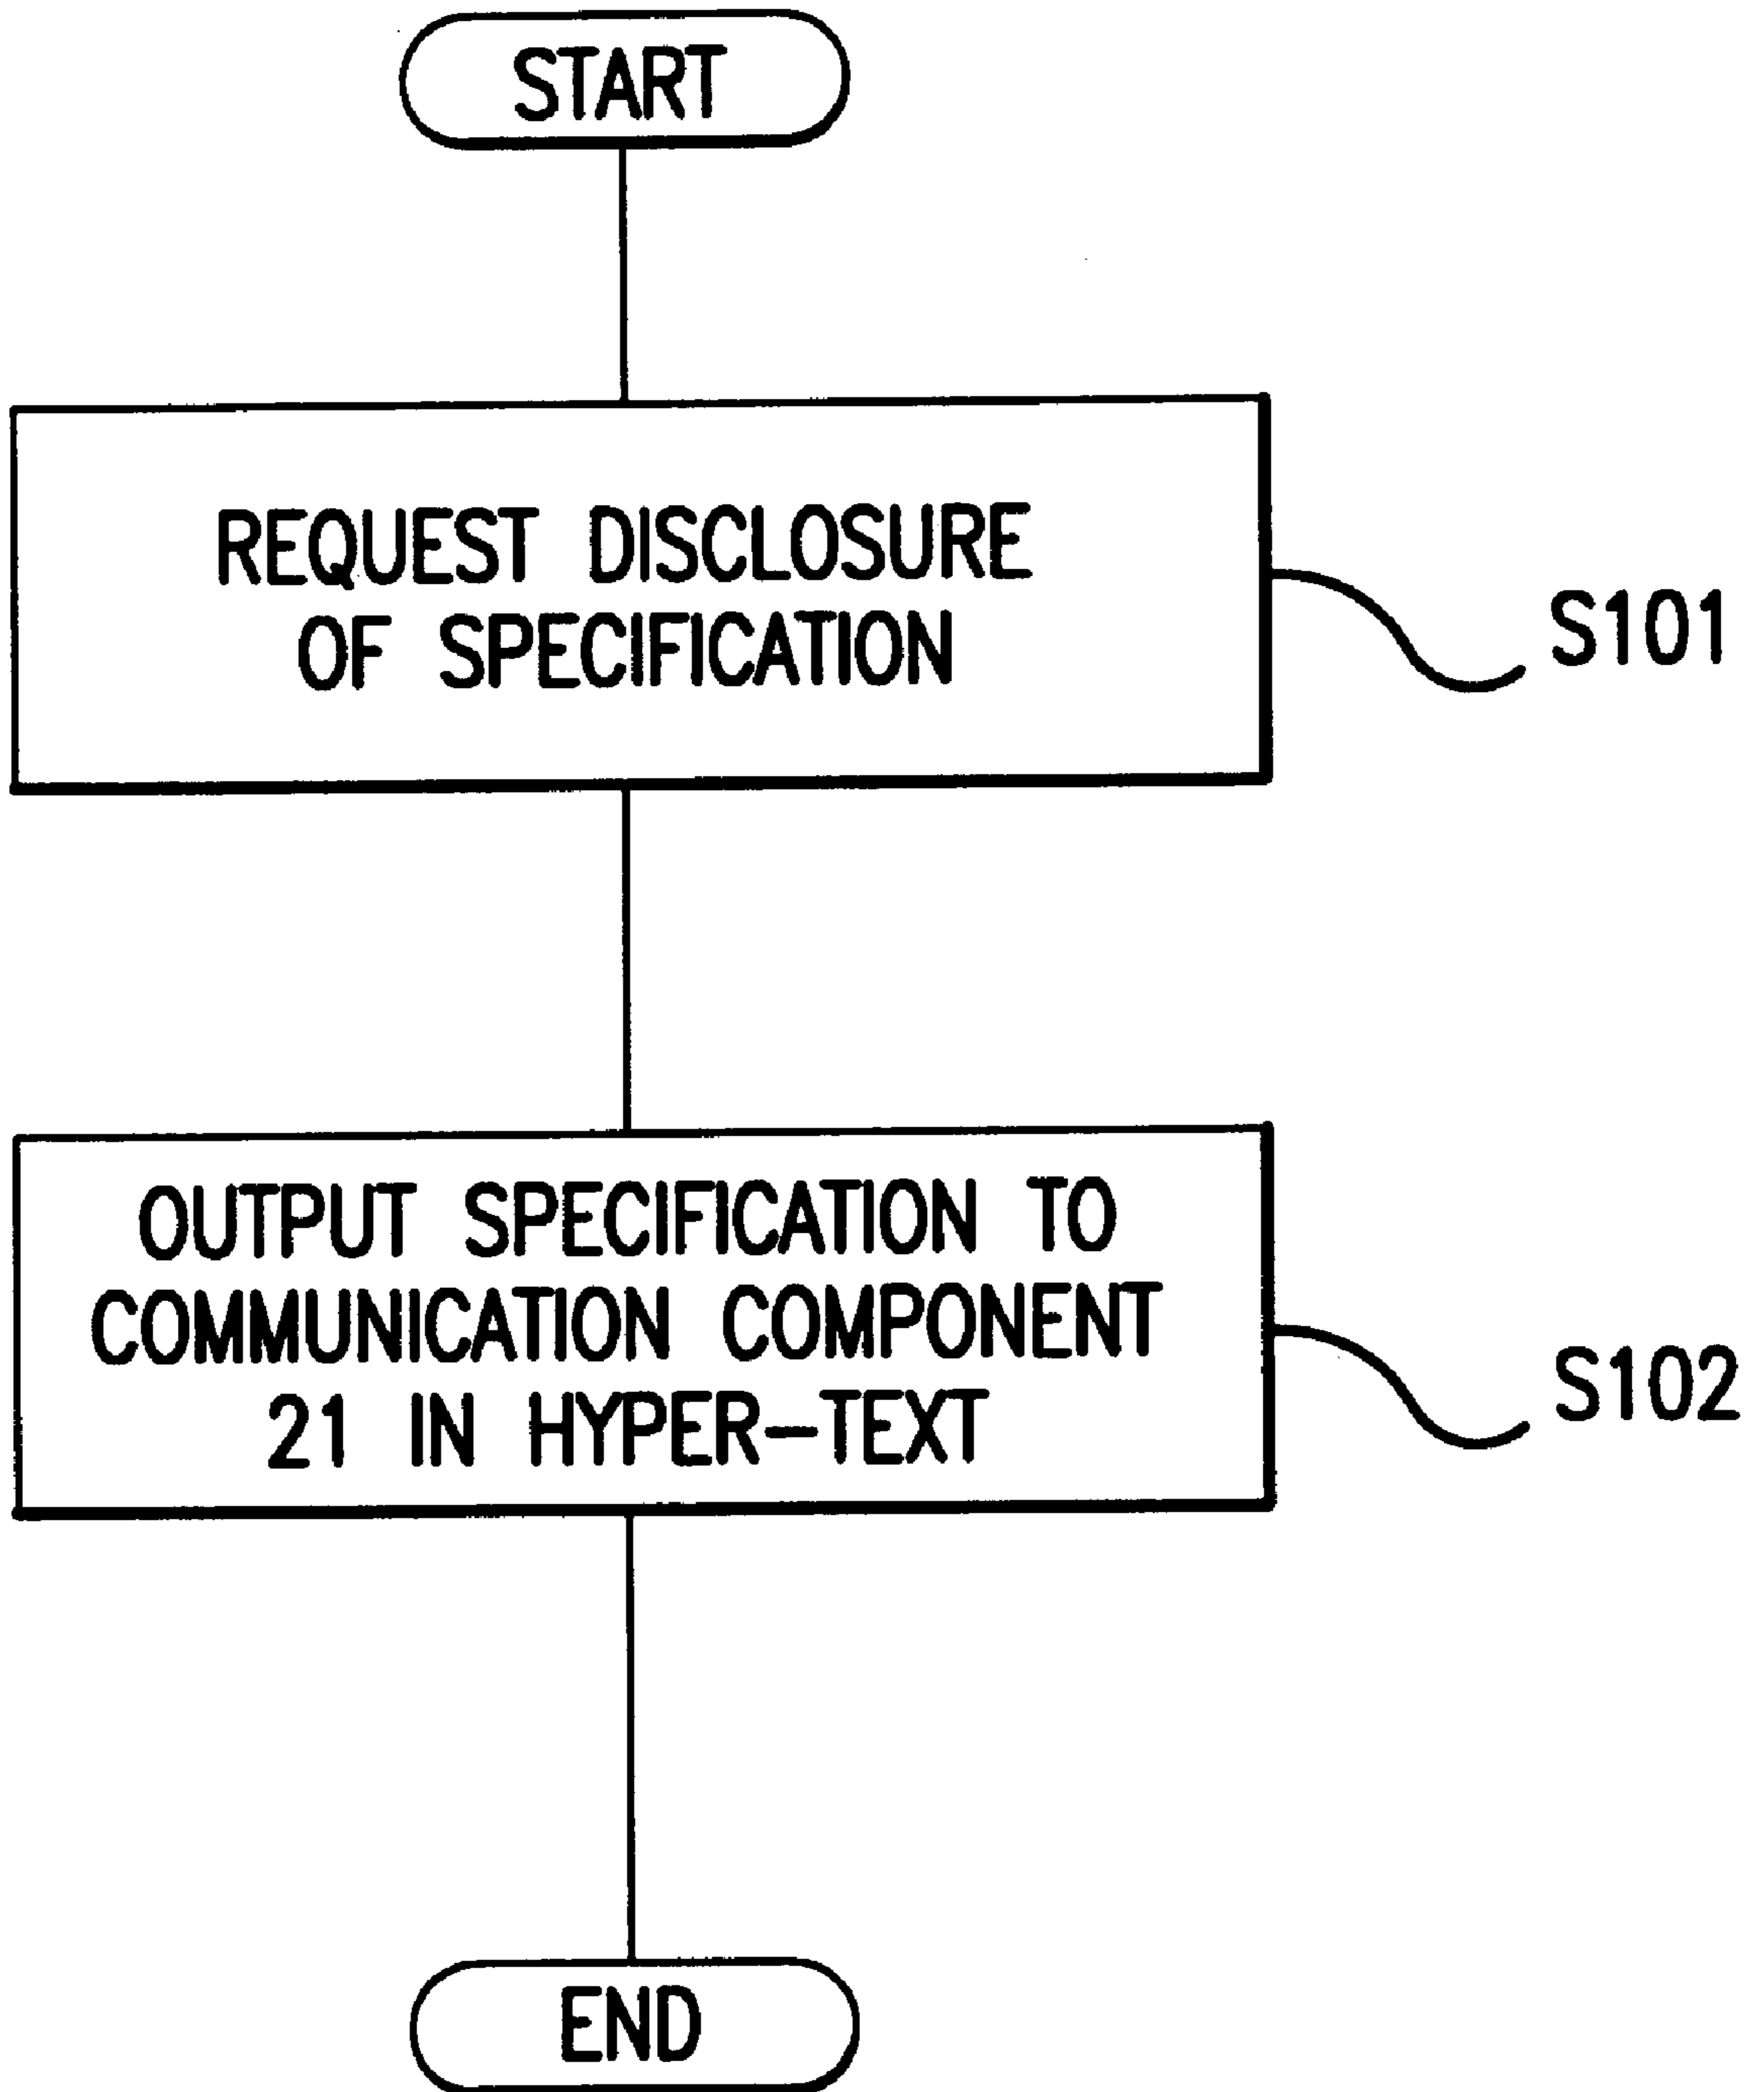 START
REQUEST DISCLOSURE
OF SPECIFICATION
S101
OUTPUT SPECIFICATION TO
COMMUNICATION COMPONENT
21 IN HYPER-TEXT
S102
END